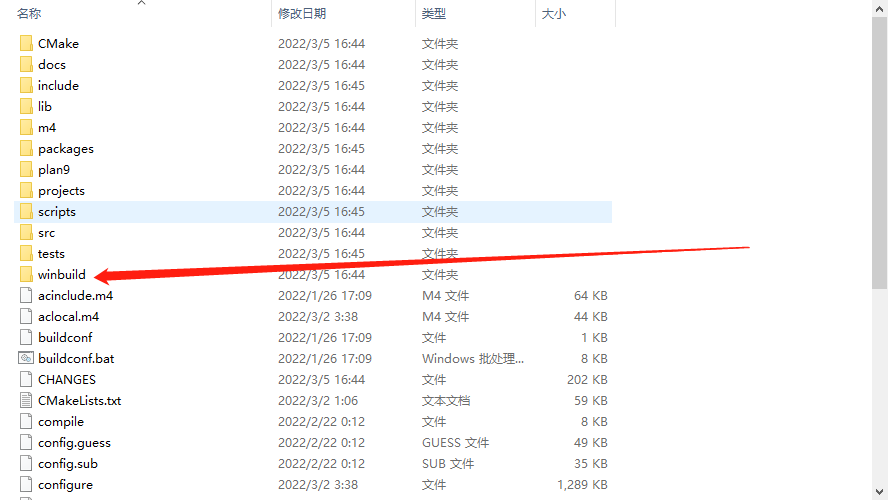 名称 修改日期 类型 大小
CMake 2022/3/5 16:44 文件夹
docs 2022/3/5 16:44 文件夹
include 2022/3/5 16:45 文件夹
lib 2022/3/5 16:44 文件夹
m4 2022/3/5 16:44 文件夹
packages 2022/3/5 16:45 文件夹
plan9 2022/3/5 16:44 文件夹
projects 2022/3/5 16:44 文件夹
scripts 2022/3/5 16:45 文件夹
src 2022/3/5 16:44 文件夹
tests 2022/3/5 16:45 文件夹
winbuild 2022/3/5 16:44 文件夹
acinclude.m4 2022/1/26 17:09 M4 文件 64 KB
aclocal.m4 2022/3/2 3:38 M4 文件 44 KB
buildconf 2022/1/26 17:09 文件 1 KB
buildconf.bat 2022/1/26 17:09 Windows 批处理... 8 KB
CHANGES 2022/3/5 16:44 文件 202 KB
CMakeLists.txt 2022/3/2 1:06 文本文档 59 KB
compile 2022/2/22 0:12 文件 8 KB
config.guess 2022/2/22 0:12 GUESS 文件 49 KB
config.sub 2022/2/22 0:12 SUB 文件 35 KB
configure 2022/3/2 3:38 文件 1,289 KB